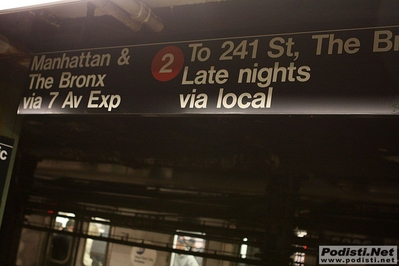 Manhattan &
The Bronx
via 7 Av Exp
2
To 241 St, The B
Late nights
via local
ic
Podisti.Net
www.podisti.net